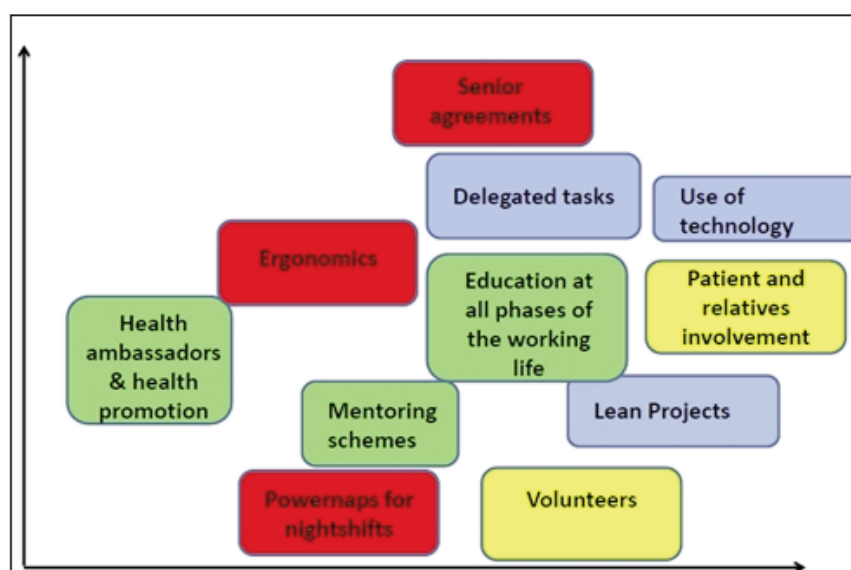 Senior
agreements
Delegated tasks
Use of
technology
Ergonomics
Education at
all phases of
the working
life
Patient and
relatives
involvement
Health
ambassadors
& health
promotion
Mentoring
schemes
Lean Projects
Powernaps for
nightshifts
Volunteers